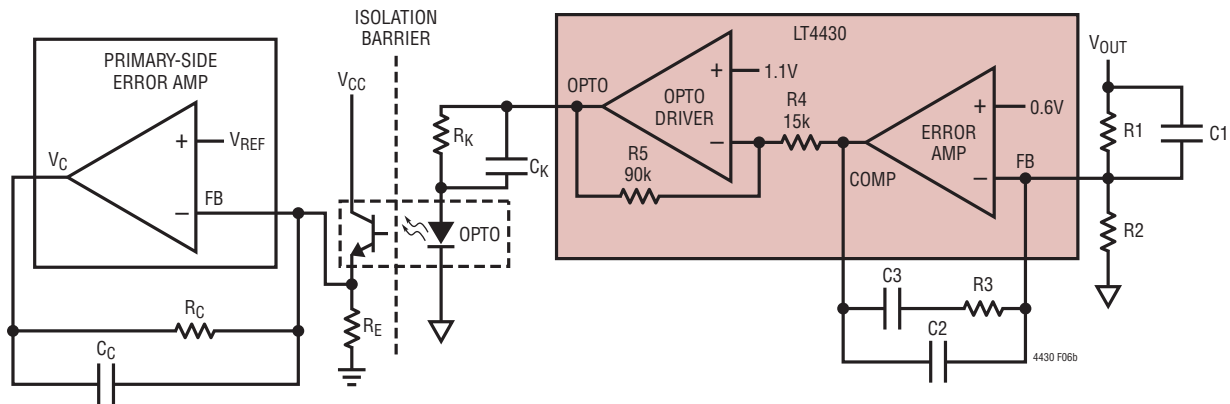 ISOLATION
BARRIER
PRIMARY-SIDE
ERROR AMP
+
VREF
VC
−
FB
RC
CC
VCC
RE
OPTO
RK
CK
LT4430
OPTO
+
1.1V
OPTO
DRIVER
−
R5
90k
R4
15k
COMP
+
0.6V
ERROR
AMP
−
FB
VOUT
R1
C1
R2
C3
R3
C2
4430 F06b